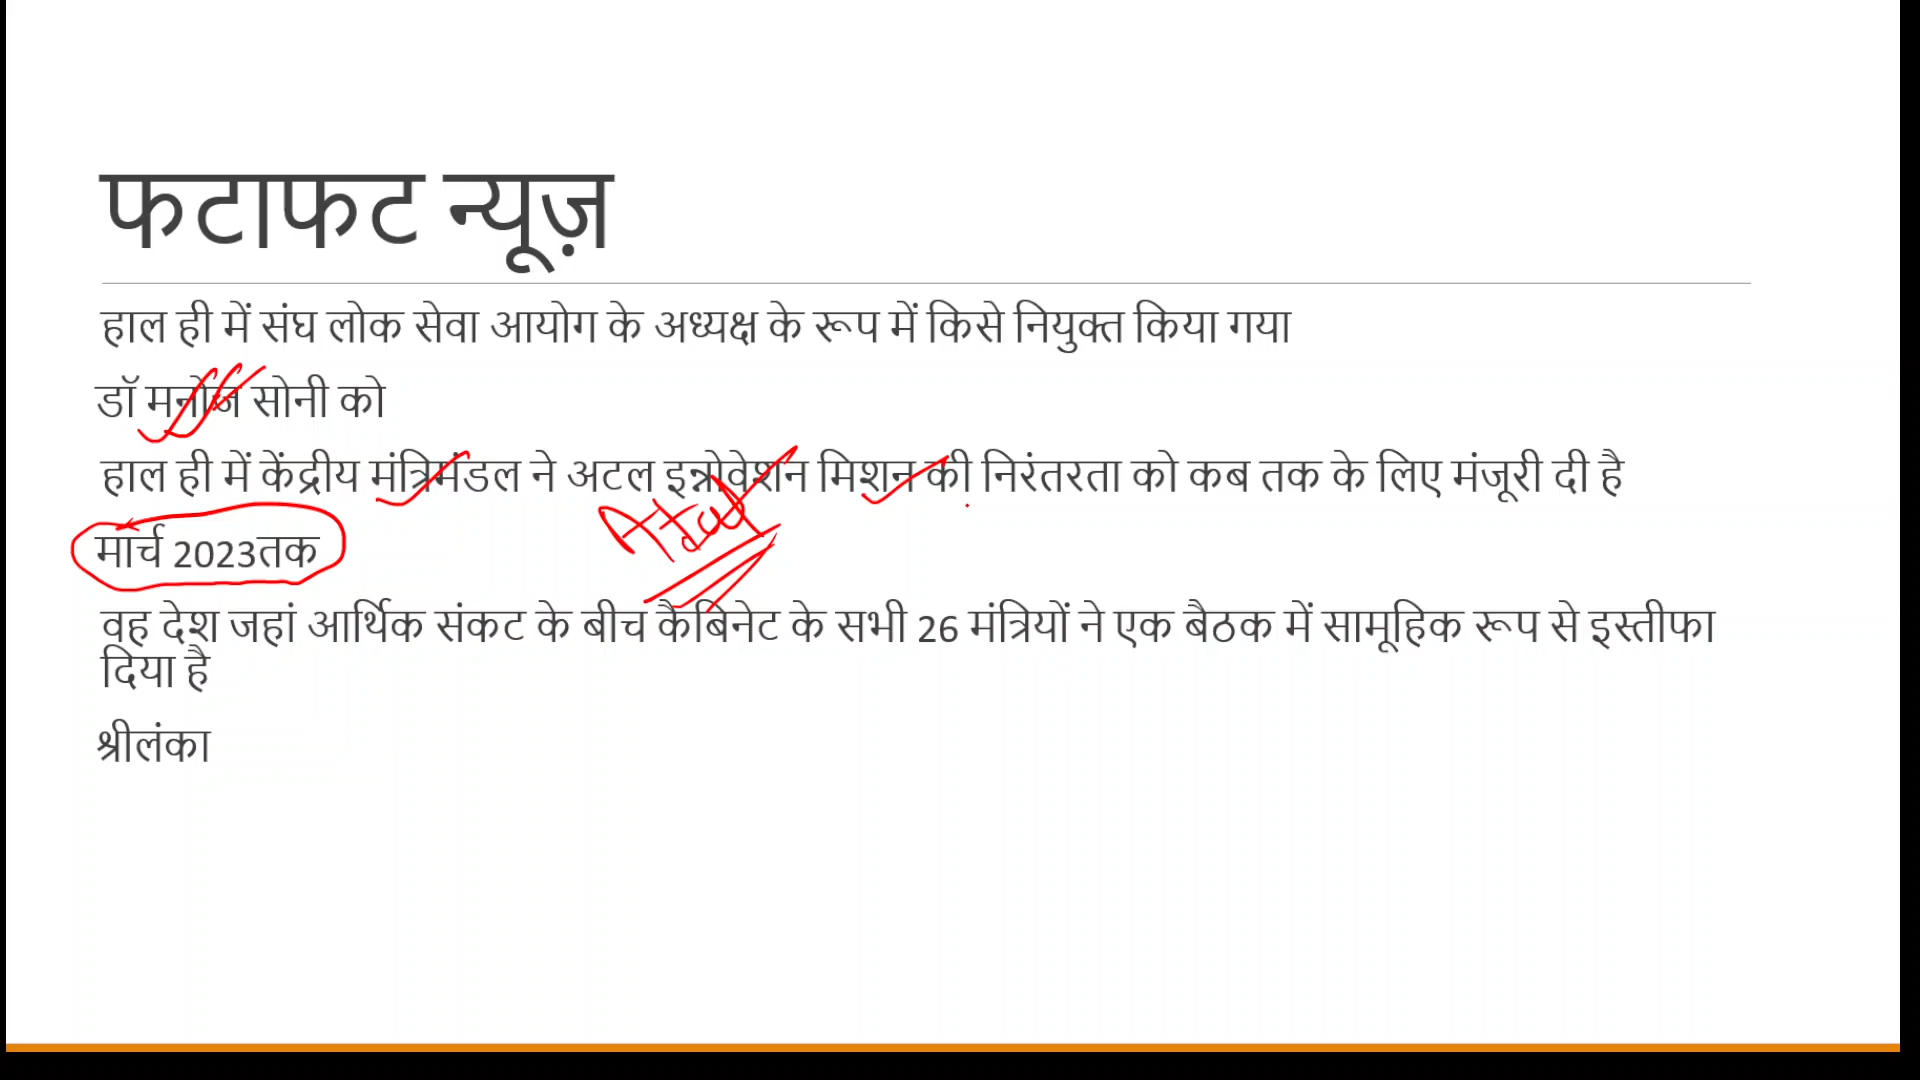 फटाफट न्यूज़
हाल ही में संघ लोक सेवा आयोग के अध्यक्ष के रूप में किसे नियुक्त किया गया
डॉ मनोज सोनी को
हाल ही में केंद्रीय मंत्रिमंडल ने अटल इन्नोवेशन मिशन की निरंतरता को कब तक के लिए मंजूरी दी है
Atal
मार्च 2023तक
वह देश जहां आर्थिक संकट के बीच कैबिनेट के सभी 26 मंत्रियों ने एक बैठक में सामूहिक रूप से इस्तीफा
दिया है
श्रीलंका